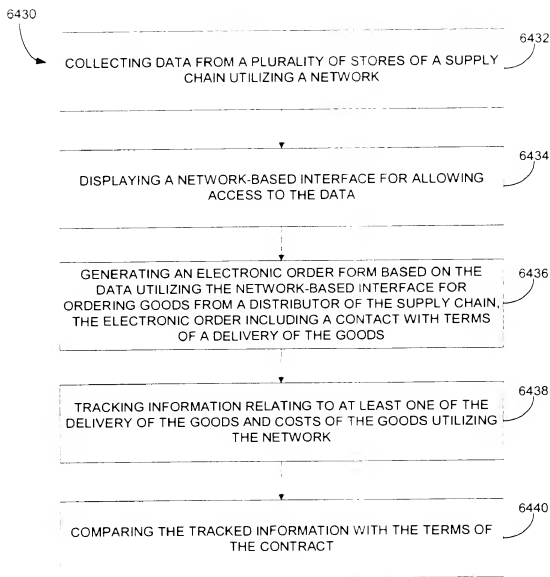 6430
6432
COLLECTING DATA FROM A PLURALITY OF STORES OF A SUPPLY
CHAIN UTILIZING A NETWORK
6434
DISPLAYING A NETWORK-BASED INTERFACE FOR ALLOWING
ACCESS TO THE DATA
GENERATING AN ELECTRONIC ORDER FORM BASED ON THE
DATA UTILIZING THE NETWORK-BASED INTERFACE FOR
6436
ORDERING GOODS FROM A DISTRIBUTOR OF THE SUPPLY CHAIN,
THE ELECTRONIC ORDER INCLUDING A CONTACT WITH TERMS
OF A DELIVERY OF THE GOODS
6438
TRACKING INFORMATION RELATING TO AT LEAST ONE OF THE
DELIVERY OF THE GOODS AND COSTS OF THE GOODS UTILIZING
THE NETWORK
6440
COMPARING THE TRACKED INFORMATION WITH THE TERMS OF
THE CONTRACT